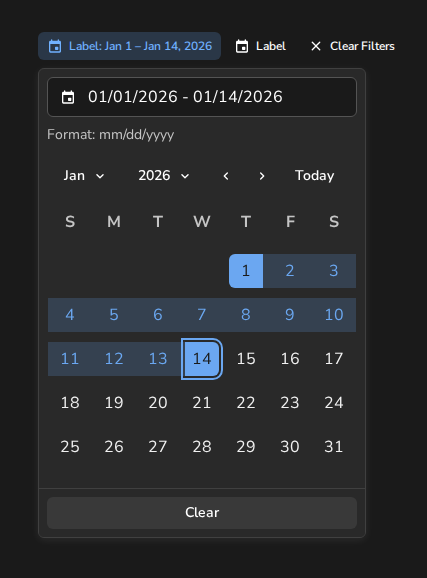 Label: Jan 1 – Jan 14, 2026 Label Clear Filters
01/01/2026 - 01/14/2026
Format: mm/dd/yyyy
Jan 2026 Today
S M T W T F S
1 2 3
4 5 6 7 8 9 10
11 12 13 14 15 16 17
18 19 20 21 22 23 24
25 26 27 28 29 30 31
Clear